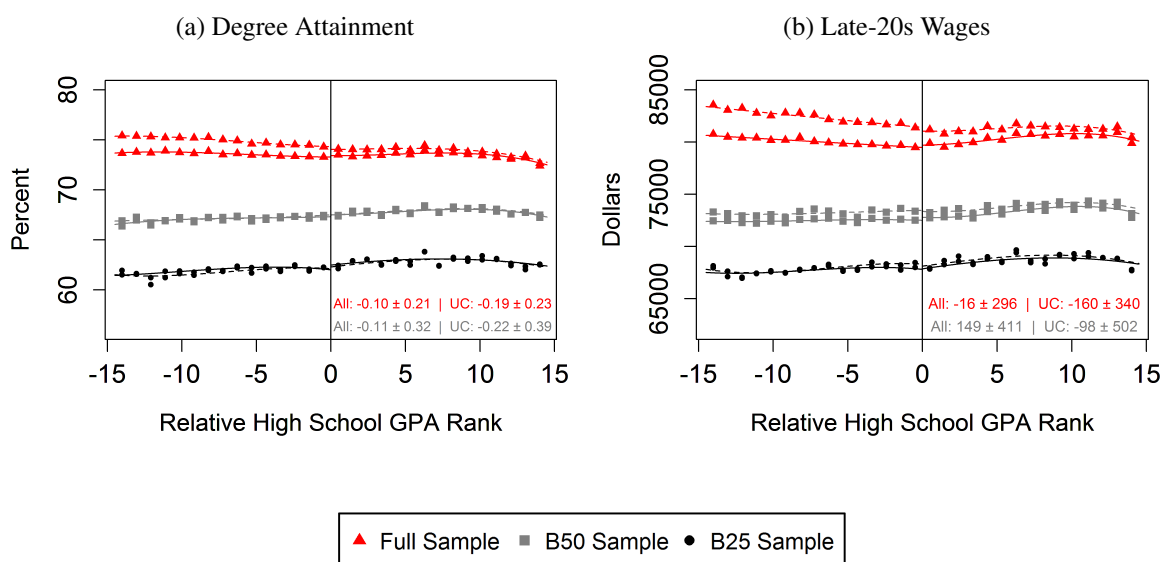 (a) Degree Attainment
80
70
60
Percent
All: -0.10 ± 0.21 | UC: -0.19 ± 0.23
All: -0.11 ± 0.32 | UC: -0.22 ± 0.39
-15 -10 -5 0 5 10 15
Relative High School GPA Rank
(b) Late-20s Wages
85000
75000
65000
Dollars
All: -16 ± 296 | UC: -160 ± 340
All: 149 ± 411 | UC: -98 ± 502
-15 -10 -5 0 5 10 15
Relative High School GPA Rank
Full Sample B50 Sample B25 Sample